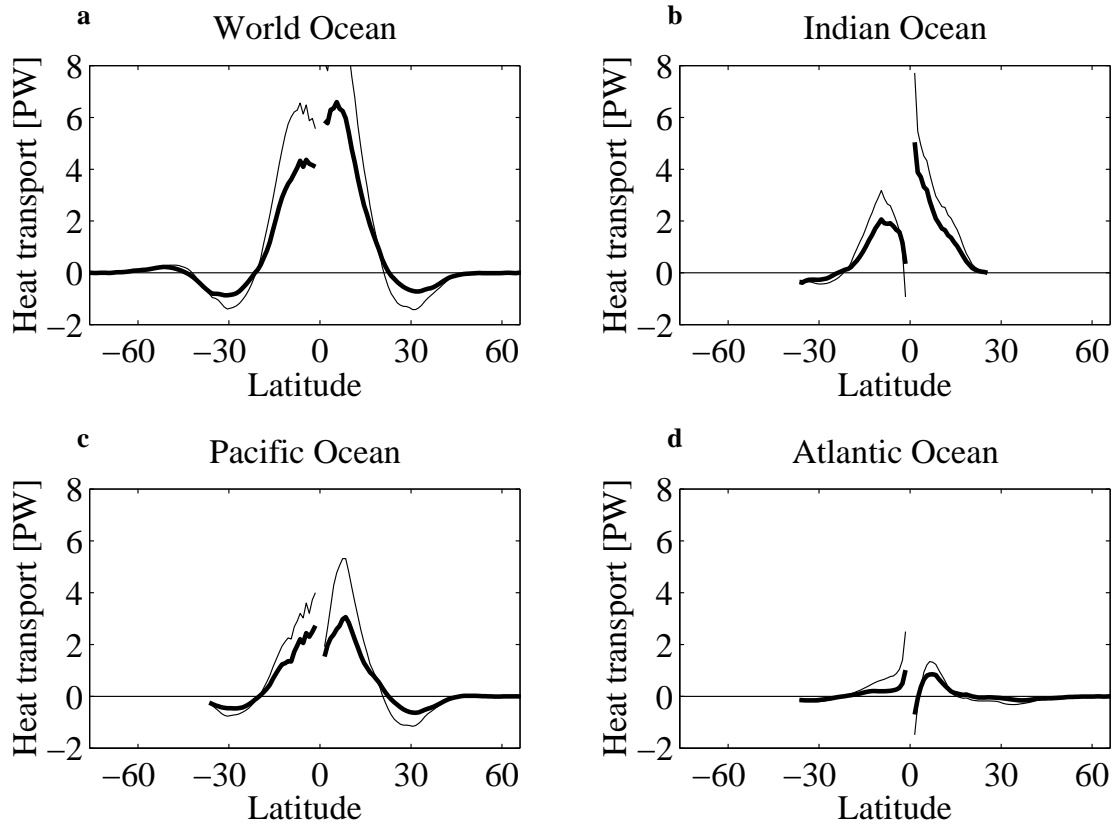 a
World Ocean
Heat transport [PW]
8
6
4
2
0
−2
−60
−30
0
30
60
Latitude
b
Indian Ocean
Heat transport [PW]
8
6
4
2
0
−2
−60
−30
0
30
60
Latitude
c
Pacific Ocean
Heat transport [PW]
8
6
4
2
0
−2
−60
−30
0
30
60
Latitude
d
Atlantic Ocean
Heat transport [PW]
8
6
4
2
0
−2
−60
−30
0
30
60
Latitude